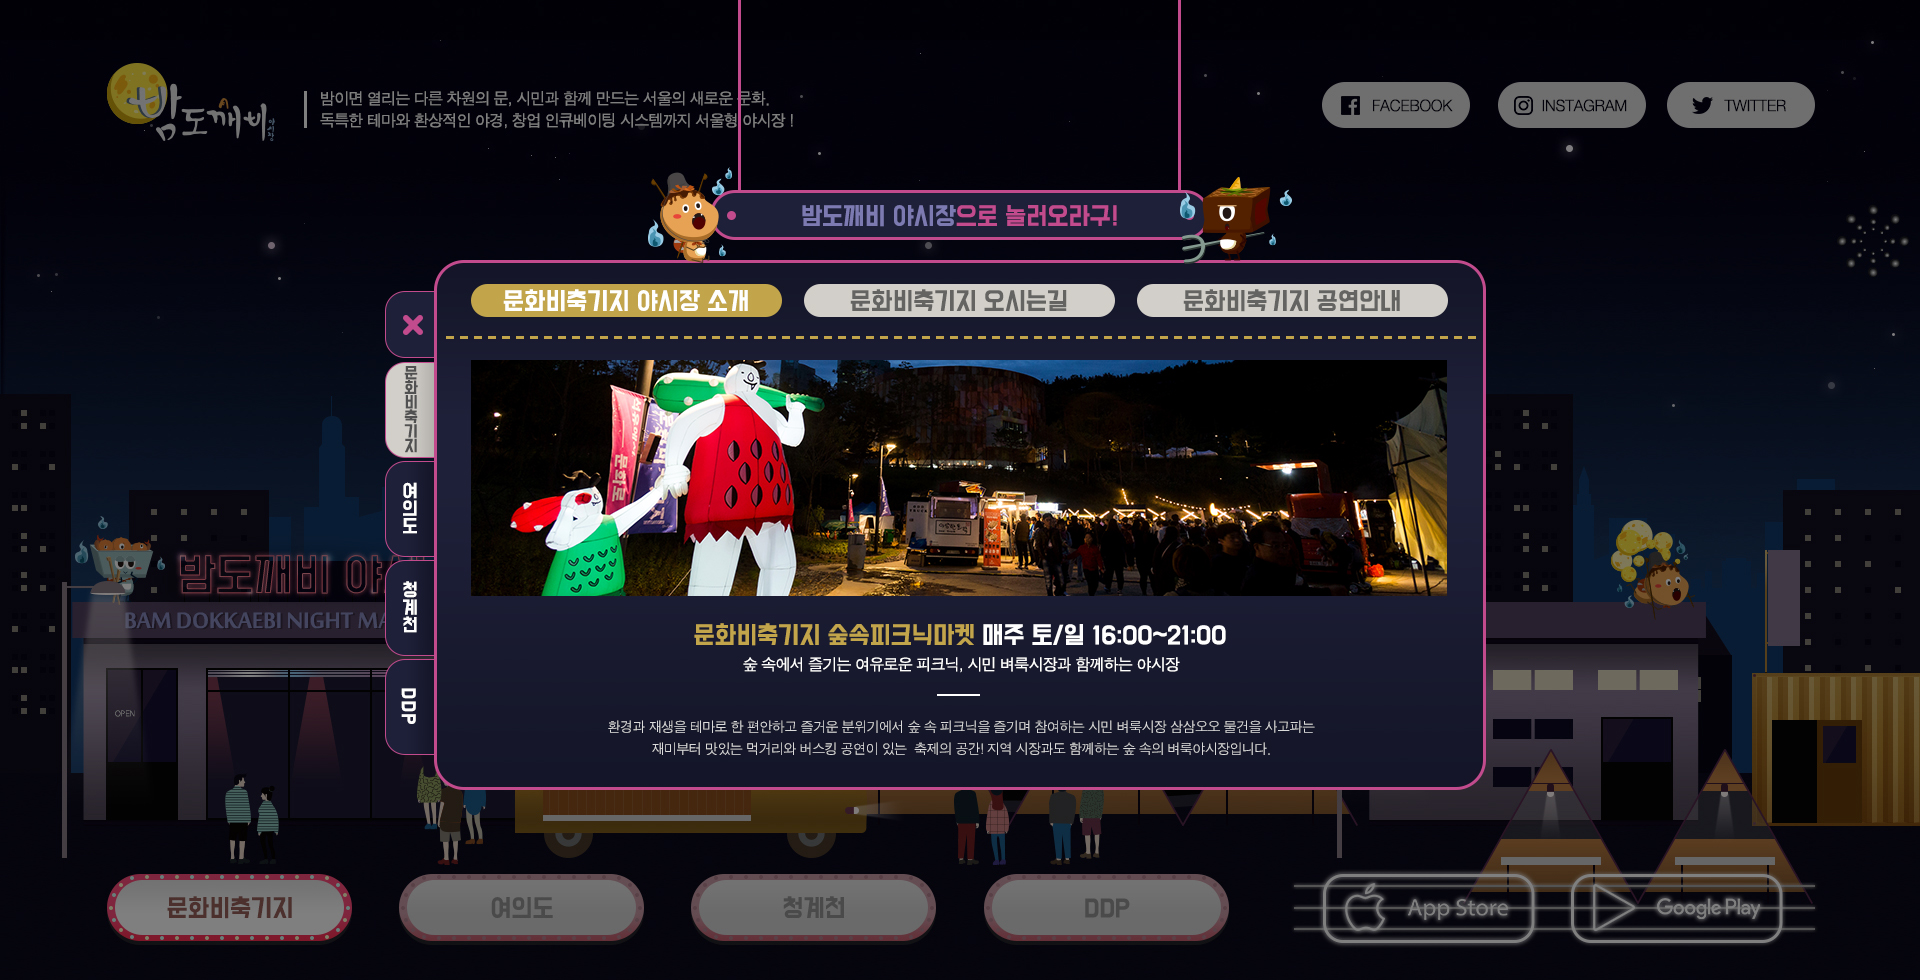 밤도깨비
야시장
밤이면 열리는 다른 차원의 문, 시민과 함께 만드는 서울의 새로운 문화.
독특한 테마와 환상적인 야경, 창업 인큐베이팅 시스템까지 서울형 야시장 !
FACEBOOK
INSTAGRAM
TWITTER
밤도깨비 야시장으로 놀러오라구!
문화비축기지 야시장 소개
문화비축기지 오시는길
문화비축기지 공연안내
문화비축기지
여의도
청계천
DDP
밤도깨비 야
BAM DOKKAEBI NIGHT MA
OPEN
문화비축기지 숲속피크닉마켓 매주 토/일 16:00~21:00
숲 속에서 즐기는 여유로운 피크닉, 시민 벼룩시장과 함께하는 야시장
환경과 재생을 테마로 한 편안하고 즐거운 분위기에서 숲 속 피크닉을 즐기며 참여하는 시민 벼룩시장 삼삼오오 물건을 사고파는
재미부터 맛있는 먹거리와 버스킹 공연이 있는 축제의 공간! 지역 시장과도 함께하는 숲 속의 벼룩야시장입니다.
문화비축기지
여의도
청계천
DDP
App Store
Google Play